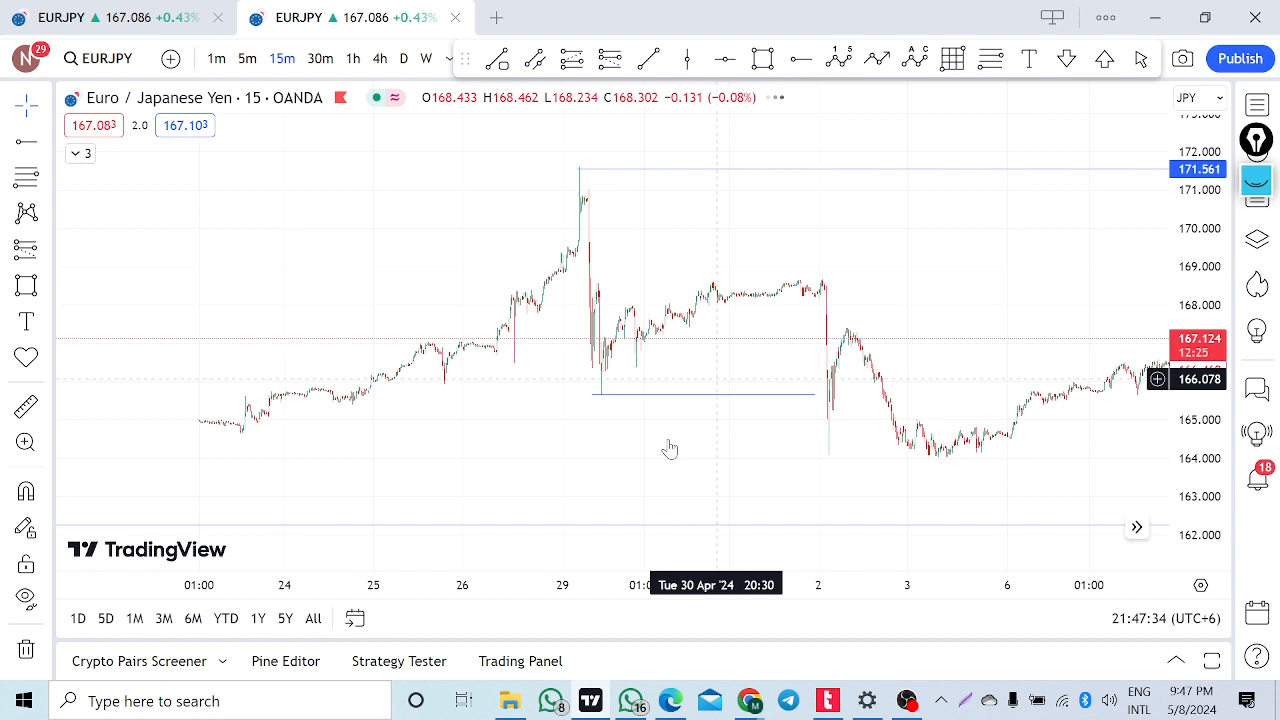 EURJPY ▲ 167.086 +0.43%
EURJPY ▲ 167.086 +0.43%
N 29
EURJPY
1m 5m 15m 30m 1h 4h D W
Publish
Euro / Japanese Yen · 15 · OANDA
O168.433 H168.462 L168.234 C168.302 −0.131 (−0.08%)
JPY
167.083 2.0 167.103
3
172.000
171.561
171.000
170.000
169.000
168.000
167.124
12:25
166.078
165.000
164.000
163.000
162.000
18
TradingView
01:00 24 25 26 29 Tue 30 Apr '24 20:30 2 3 6 01:00
1D 5D 1M 3M 6M YTD 1Y 5Y All
21:47:34 (UTC+6)
Crypto Pairs Screener Pine Editor Strategy Tester Trading Panel
Type here to search
8
16
ENG
INTL
9:47 PM
5/8/2024